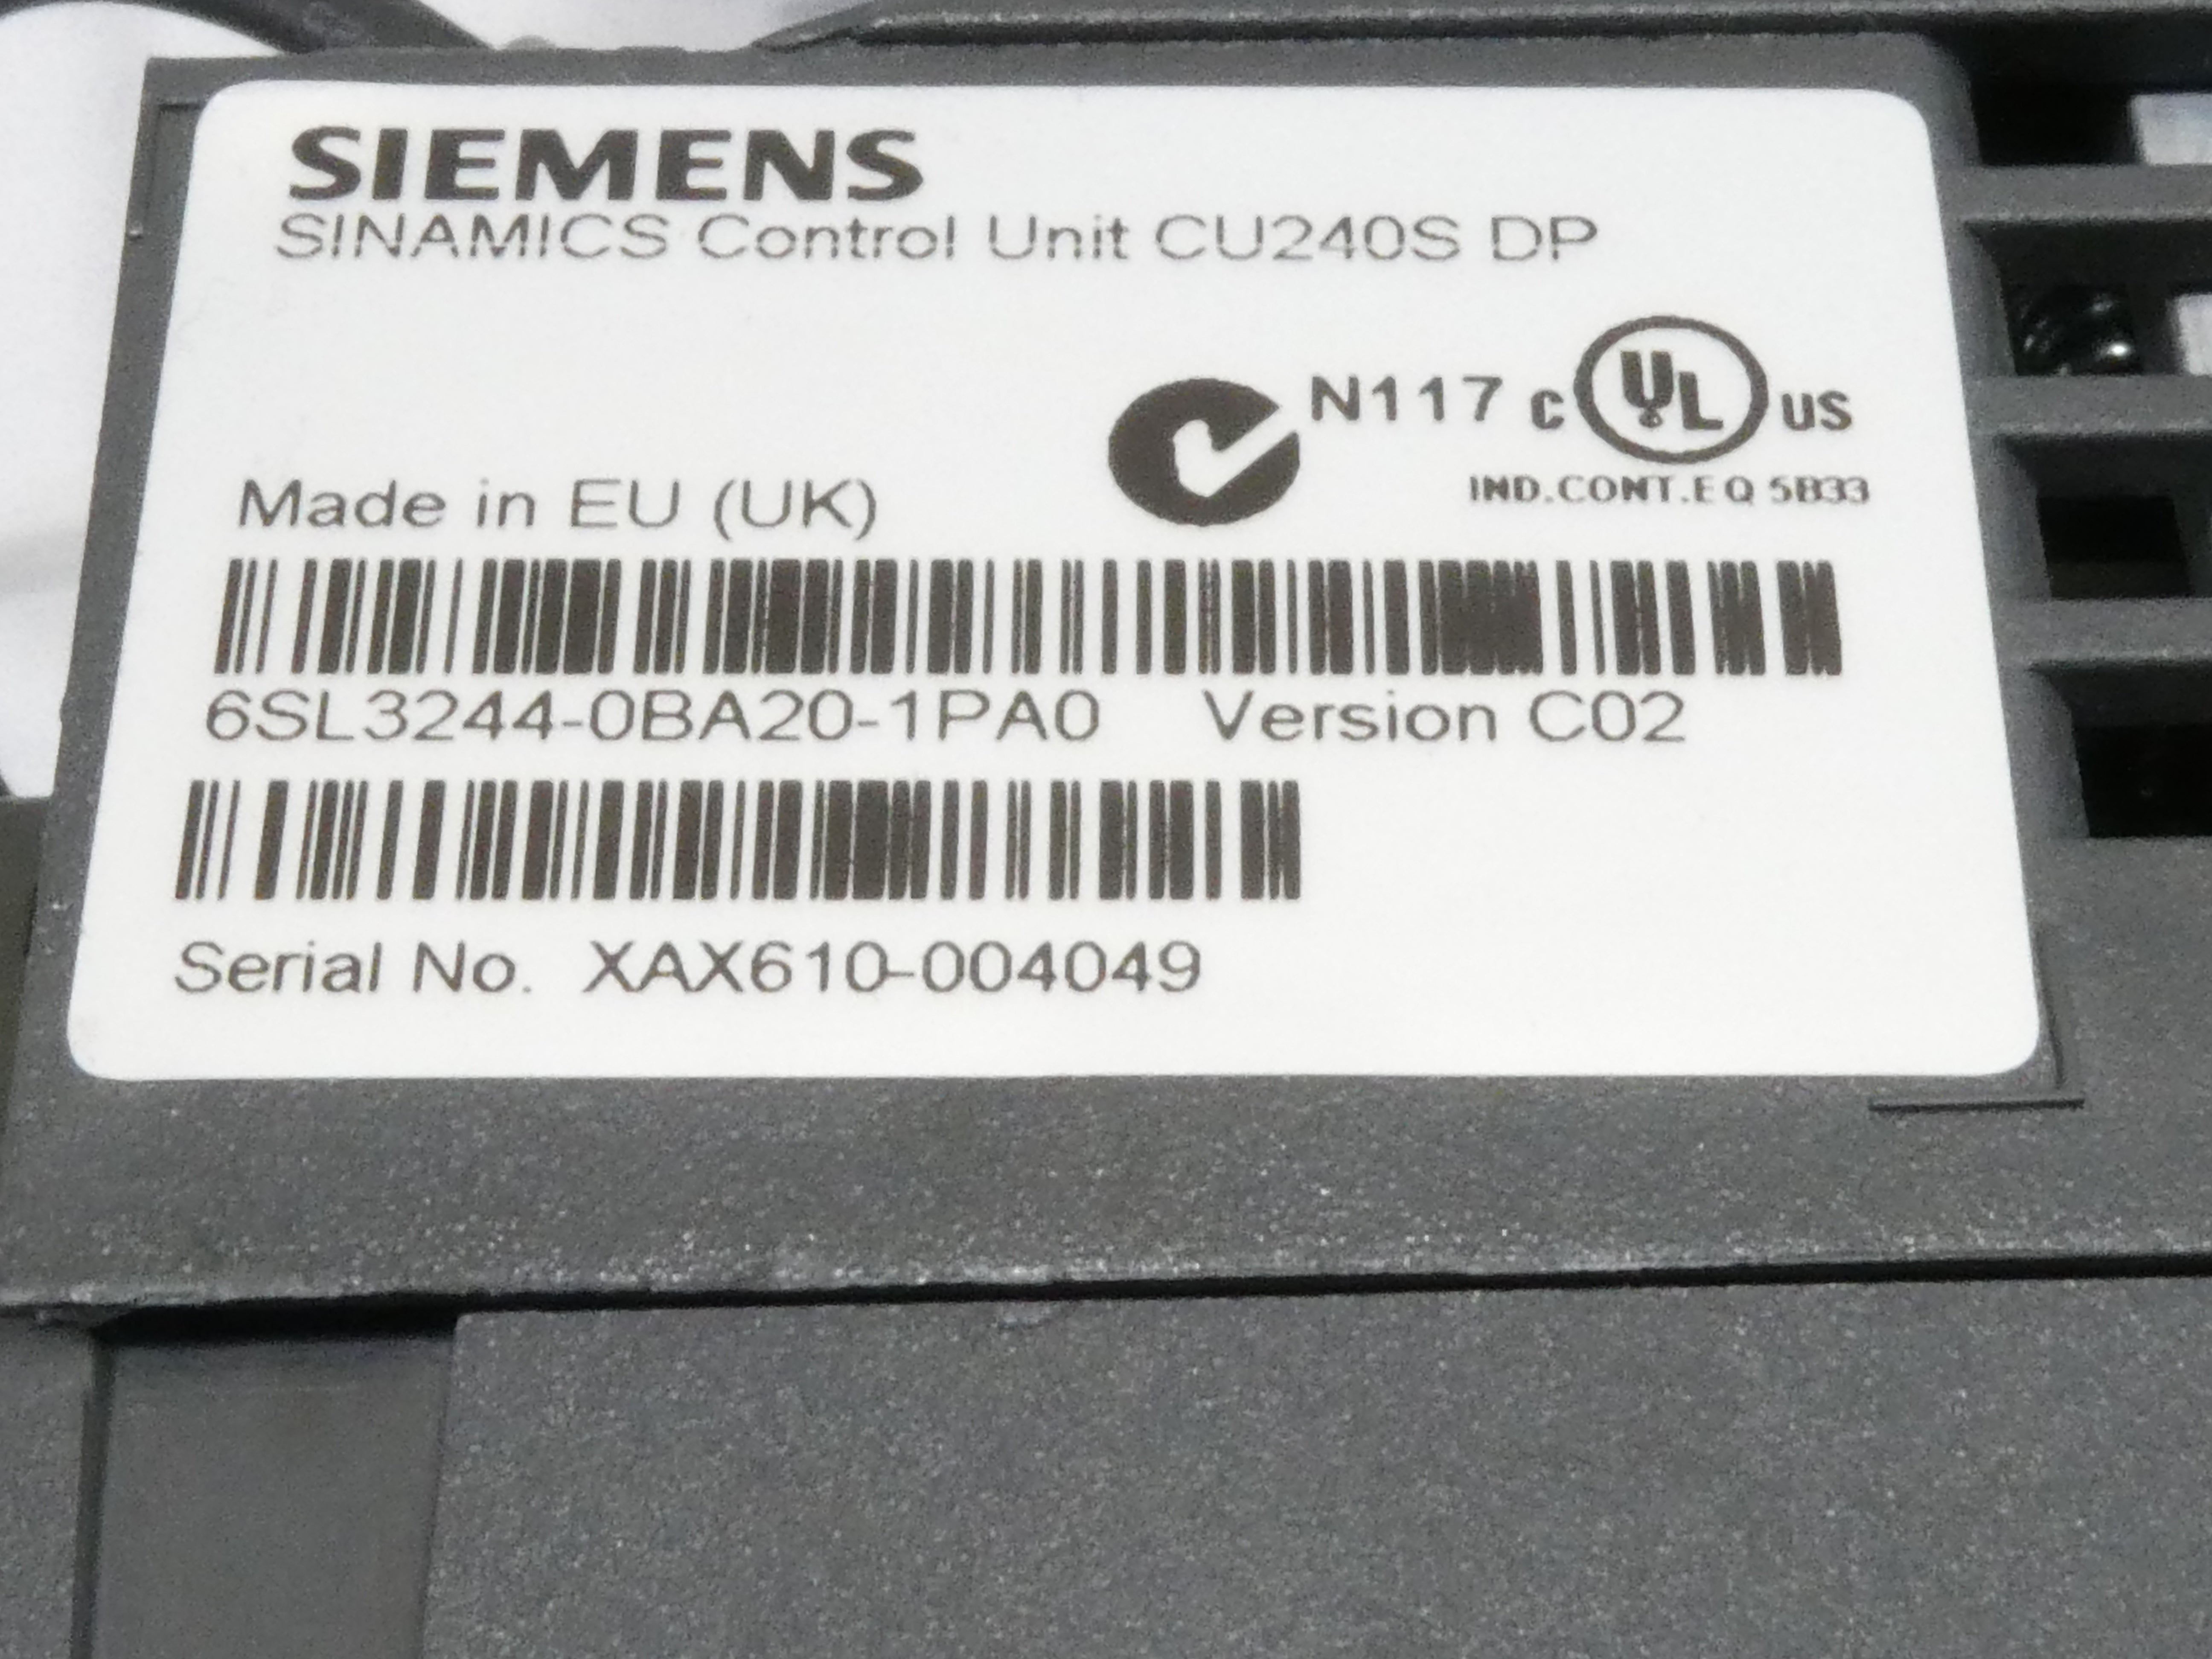 SIEMENS
SINAMICS Control Unit CU240S DP
N117 C UL US
IND.CONT.EQ 5B33
Made in EU (UK)
6SL3244-0BA20-1PA0 Version C02
Serial No. XAX610-004049